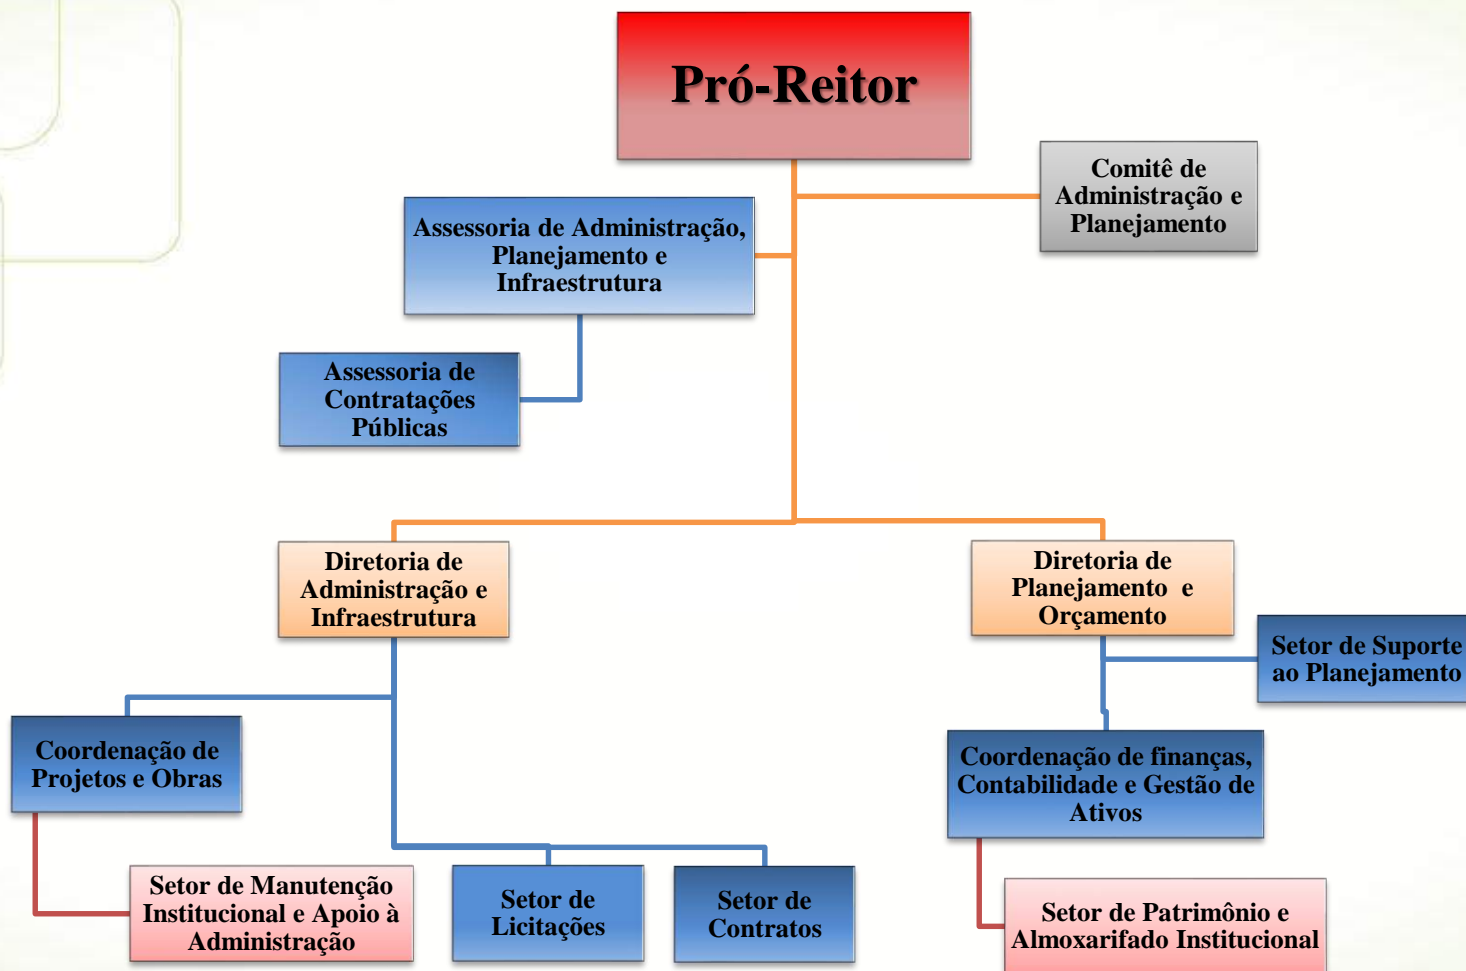 Pró-Reitor
Comitê de
Administração e
Planejamento
Assessoria de Administração,
Planejamento e
Infraestrutura
Assessoria de
Contratações
Públicas
Diretoria de
Administração e
Infraestrutura
Diretoria de
Planejamento e
Orçamento
Setor de Suporte
ao Planejamento
Coordenação de
Projetos e Obras
Coordenação de finanças,
Contabilidade e Gestão de
Ativos
Setor de Manutenção
Institucional e Apoio à
Administração
Setor de
Licitações
Setor de
Contratos
Setor de Patrimônio e
Almoxarifado Institucional